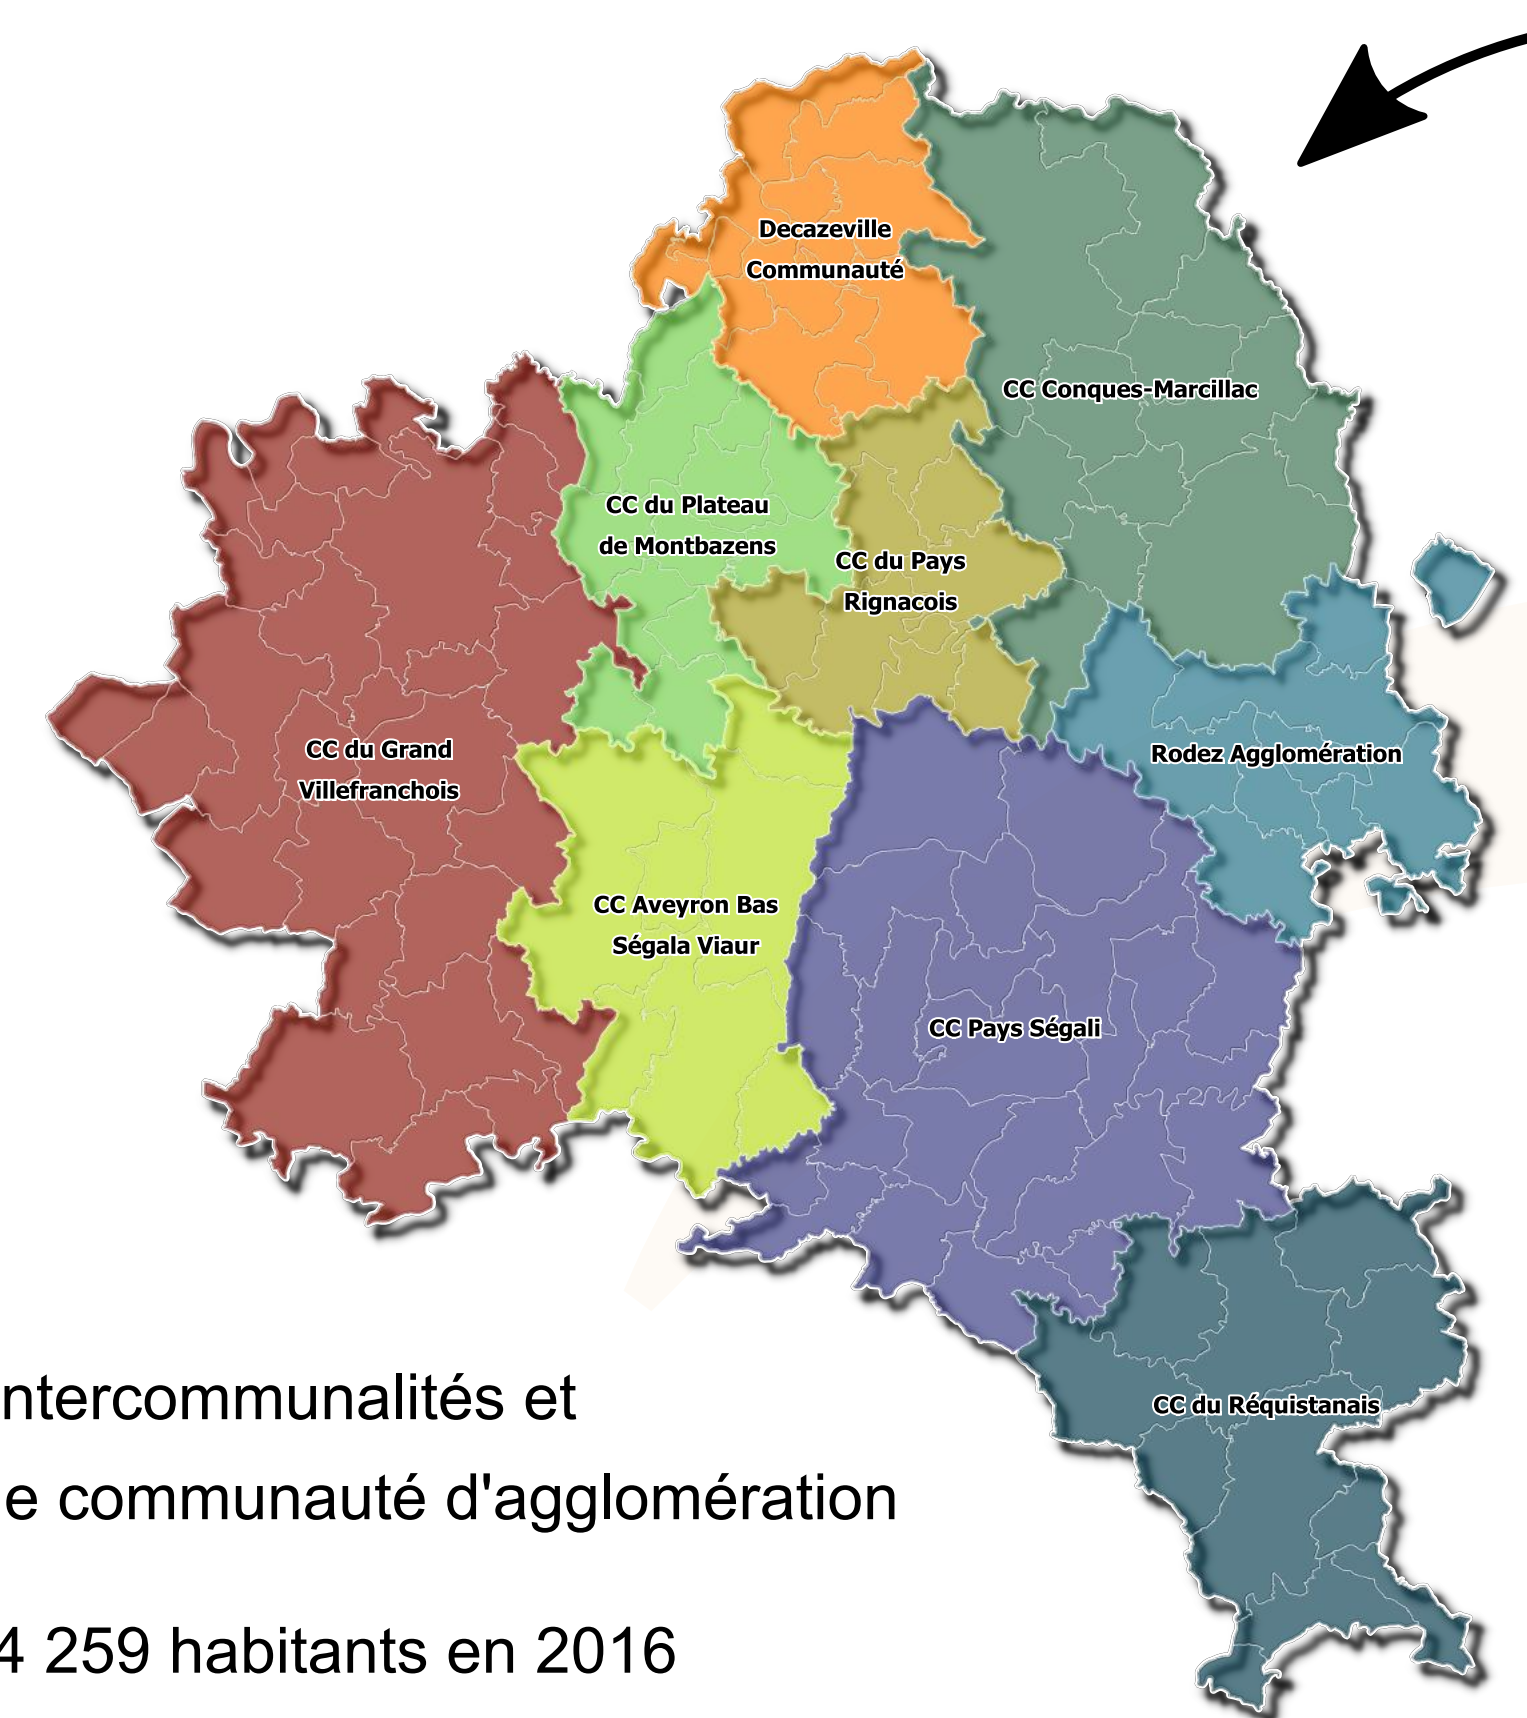 Decazeville
Communauté
CC Conques-Marcillac
CC du Plateau
de Montbazens
CC du Pays
Rignacois
CC du Grand
Villefranchois
Rodez Agglomération
CC Aveyron Bas
Ségala Viaur
CC Pays Ségali
CC du Réquistanais
ntercommunalités et
e communauté d'agglomération
4 259 habitants en 2016